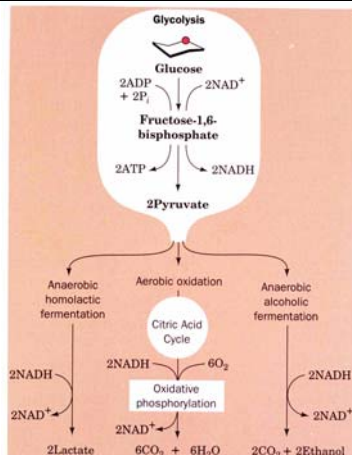 Glycolysis
Glucose
2ADP
+ 2Pi
2NAD+
Fructose-1,6-
bisphosphate
2ATP
2NADH
2Pyruvate
Anaerobic
homolactic
fermentation
Aerobic oxidation
Anaerobic
alcoholic
fermentation
Citric Acid
Cycle
2NADH
2NADH
6O2
2NADH
Oxidative
phosphorylation
2NAD+
2NAD+
2NAD+
2Lactate
6CO2 + 6H2O
2CO2 + 2Ethanol